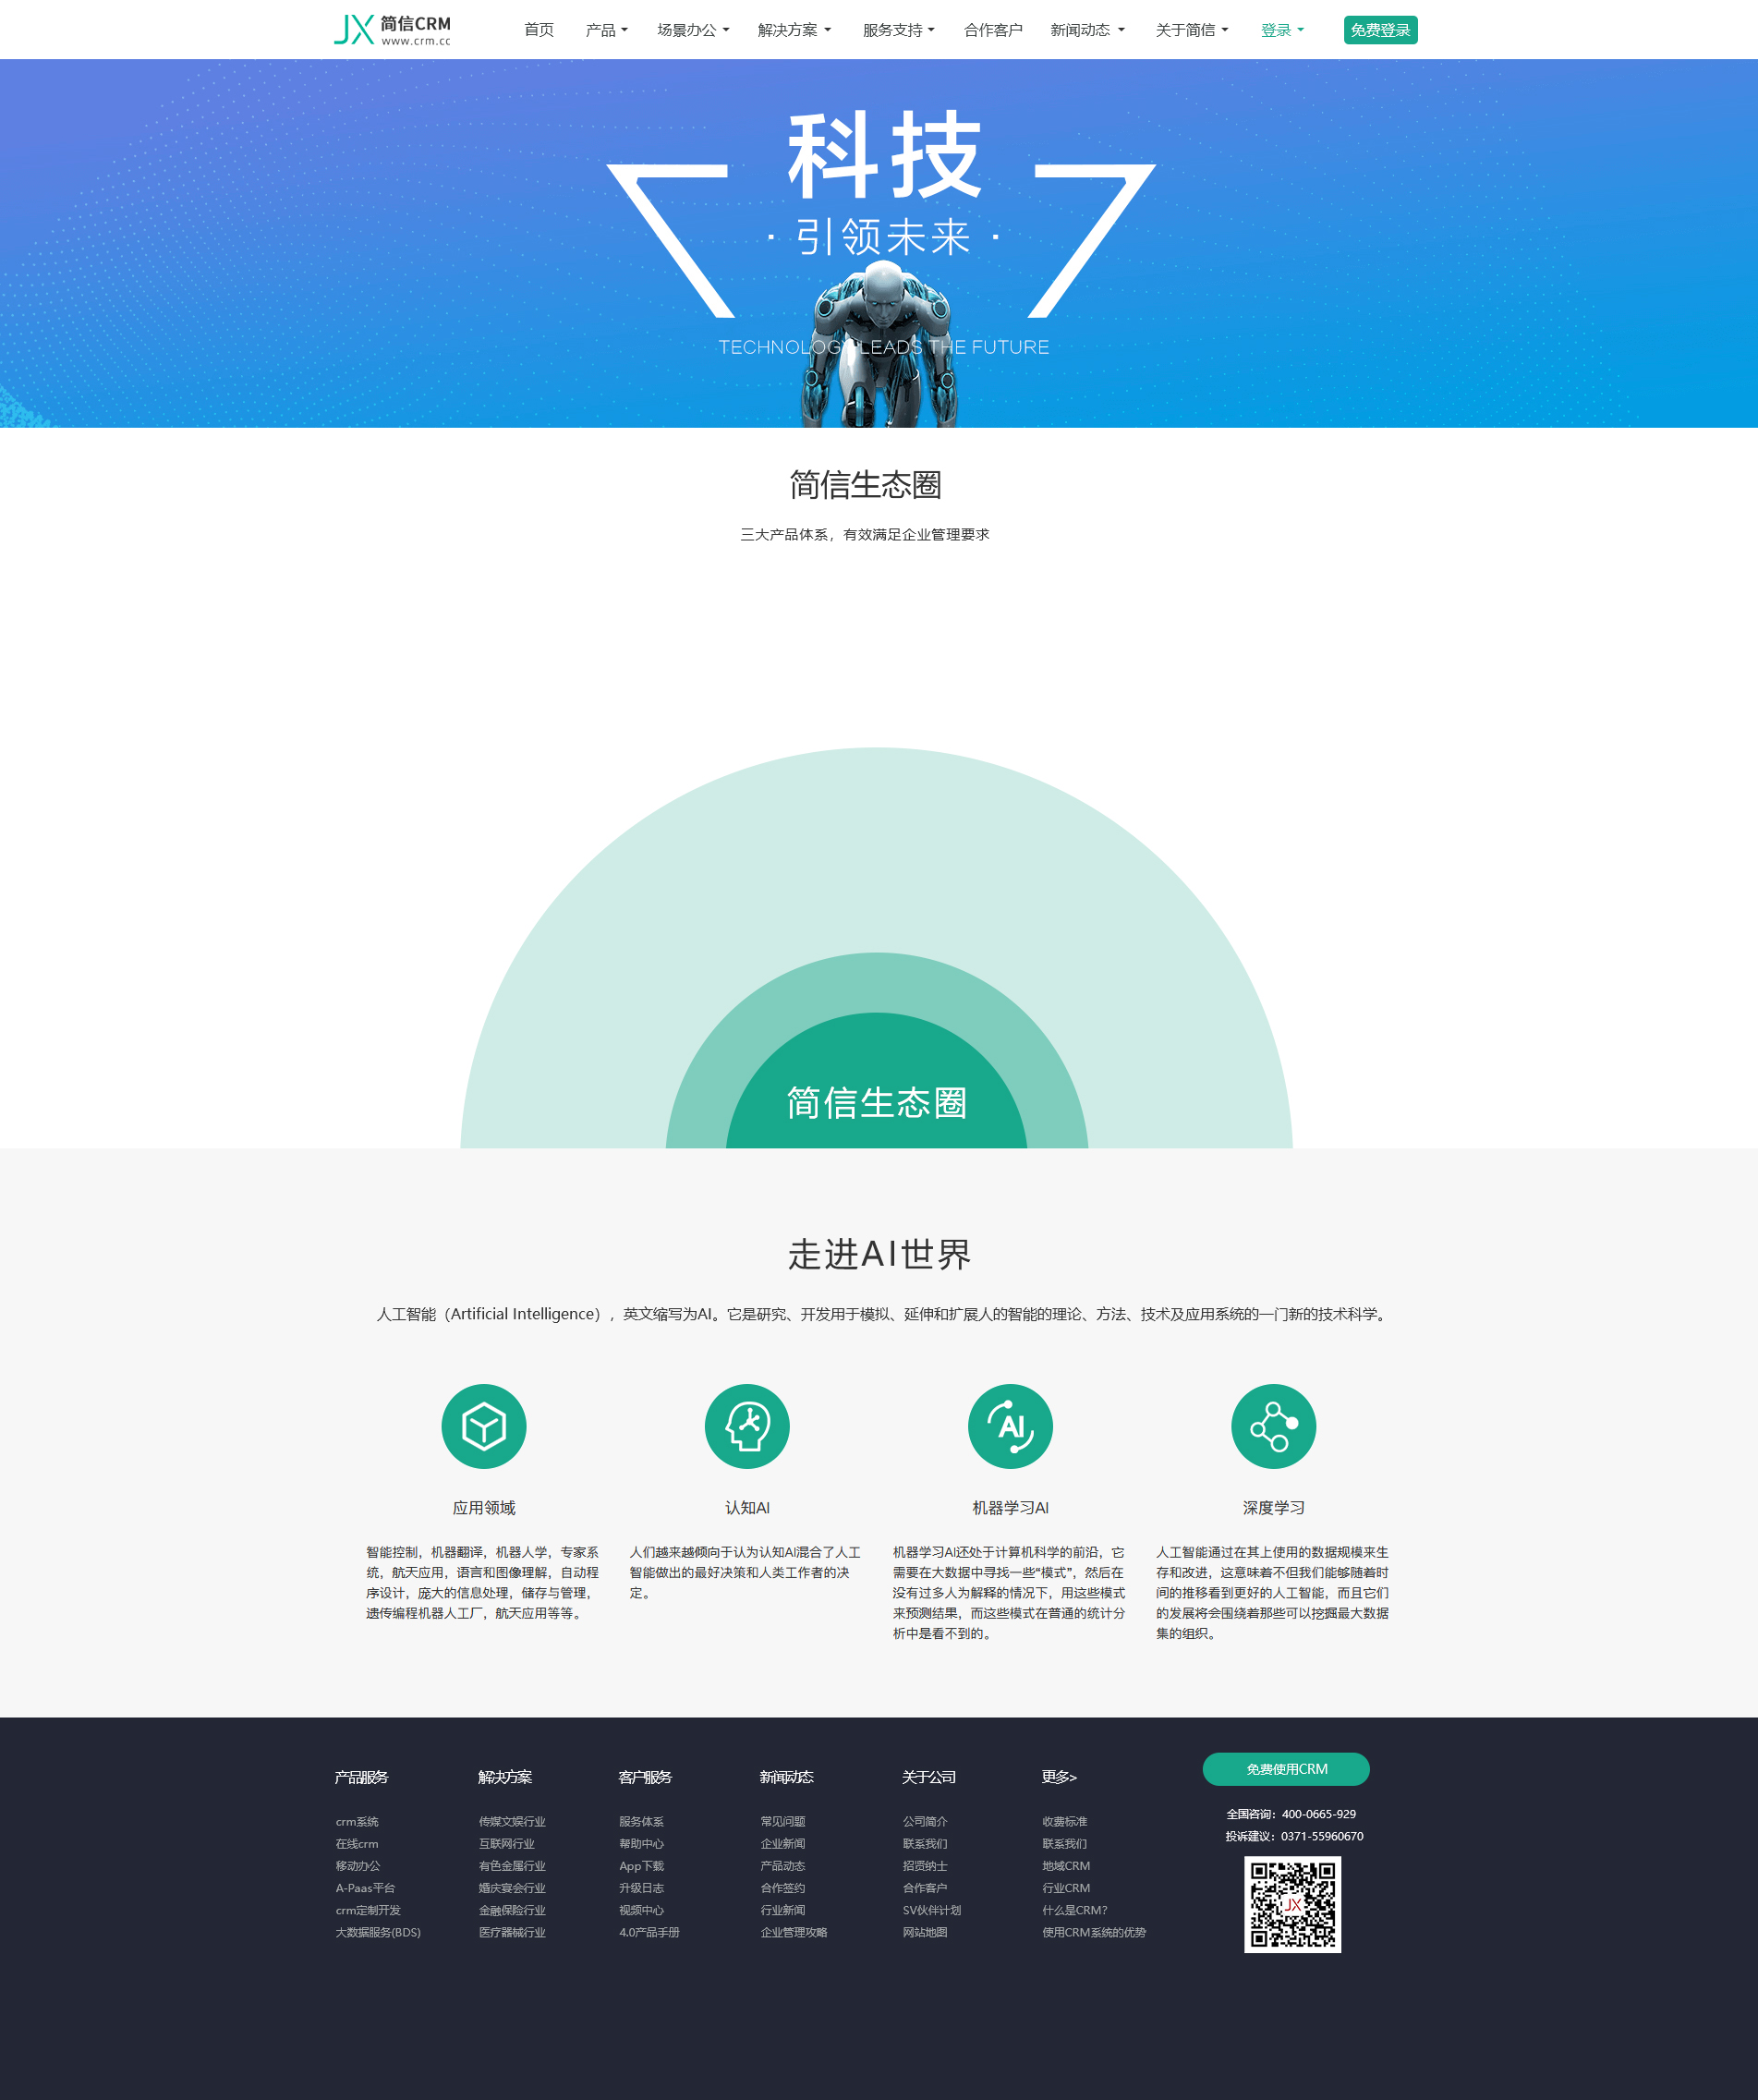 JX 简信CRM
www.crm.cc
首页 产品 场景办公 解决方案 服务支持 合作客户 新闻动态 关于简信 登录 免费登录
科技
· 引领未来 ·
TECHNOLOGY LEADS THE FUTURE
简信生态圈
三大产品体系，有效满足企业管理要求
简信生态圈
走进AI世界
人工智能（Artificial Intelligence），英文缩写为AI。它是研究、开发用于模拟、延伸和扩展人的智能的理论、方法、技术及应用系统的一门新的技术科学。
AI
应用领域
智能控制，机器翻译，机器人学，专家系
统，航天应用，语言和图像理解，自动程
序设计，庞大的信息处理，储存与管理，
遗传编程机器人工厂，航天应用等等。
认知AI
人们越来越倾向于认为认知AI混合了人工
智能做出的最好决策和人类工作者的决
定。
机器学习AI
机器学习AI还处于计算机科学的前沿，它
需要在大数据中寻找一些“模式”，然后在
没有过多人为解释的情况下，用这些模式
来预测结果，而这些模式在普通的统计分
析中是看不到的。
深度学习
人工智能通过在其上使用的数据规模来生
存和改进，这意味着不但我们能够随着时
间的推移看到更好的人工智能，而且它们
的发展将会围绕着那些可以挖掘最大数据
集的组织。
产品服务
crm系统
在线crm
移动办公
A-Paas平台
crm定制开发
大数据服务(BDS)
解决方案
传媒文娱行业
互联网行业
有色金属行业
婚庆宴会行业
金融保险行业
医疗器械行业
客户服务
服务体系
帮助中心
App下载
升级日志
视频中心
4.0产品手册
新闻动态
常见问题
企业新闻
产品动态
合作签约
行业新闻
企业管理攻略
关于公司
公司简介
联系我们
招贤纳士
合作客户
SV伙伴计划
网站地图
更多>
收费标准
联系我们
地域CRM
行业CRM
什么是CRM?
使用CRM系统的优势
免费使用CRM
全国咨询：400-0665-929
投诉建议：0371-55960670
JX